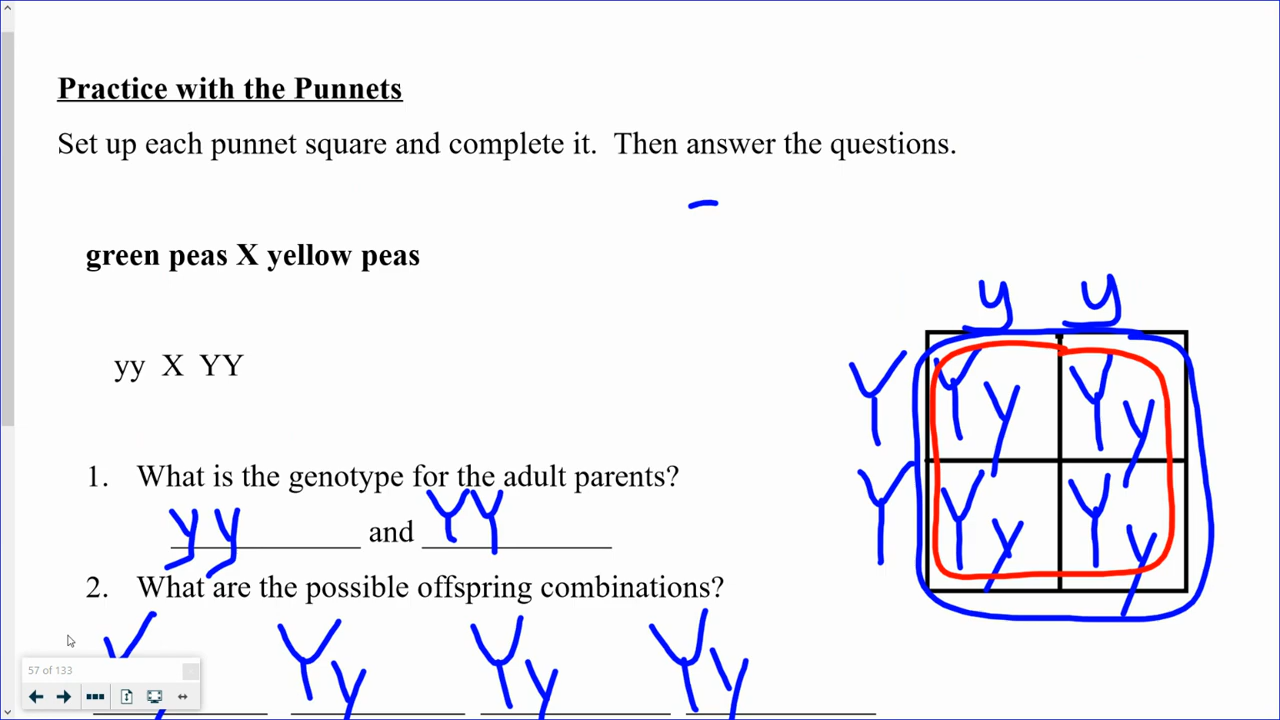 Practice with the Punnets
Set up each punnet square and complete it.  Then answer the questions.
green peas X yellow peas
y y
yy X YY
Y Yy Yy
1. What is the genotype for the adult parents?
Y Yy Yy
yy and YY
2. What are the possible offspring combinations?
Y Yy Yy Yy
57 of 133